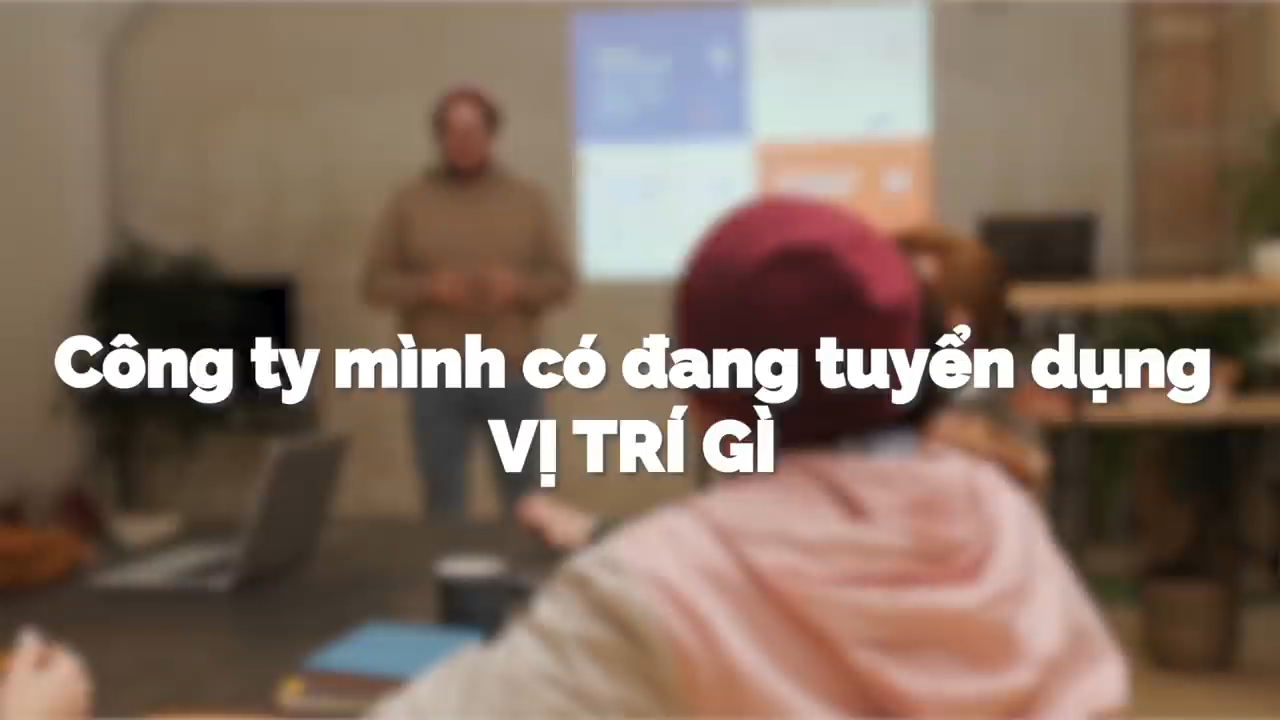 Công ty mình có đang tuyển dụng
VỊ TRÍ GÌ